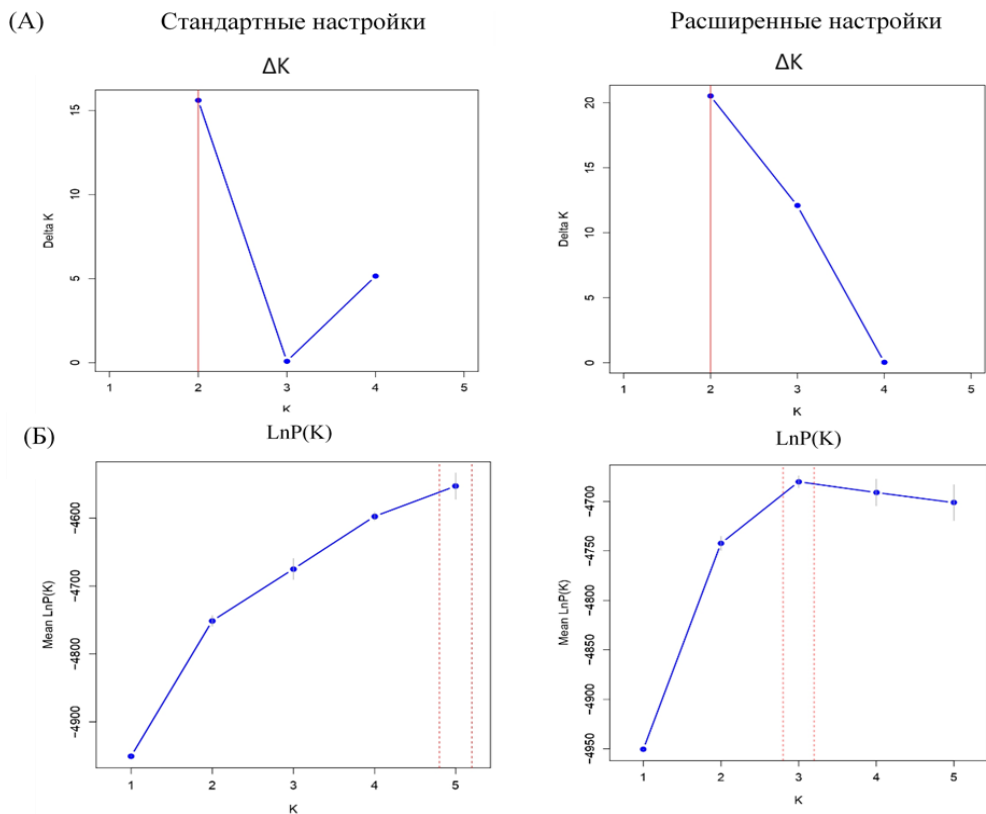 (А)
Стандартные настройки
Расширенные настройки
ΔK
ΔK
Delta K
15
10
5
0
1 2 3 4 5
K
Delta K
20
15
10
5
0
1 2 3 4 5
K
(Б)
LnP(K)
LnP(K)
Mean LnP(K)
-4600
-4700
-4800
-4900
1 2 3 4 5
K
Mean LnP(K)
-4700
-4750
-4800
-4850
-4900
-4950
1 2 3 4 5
K